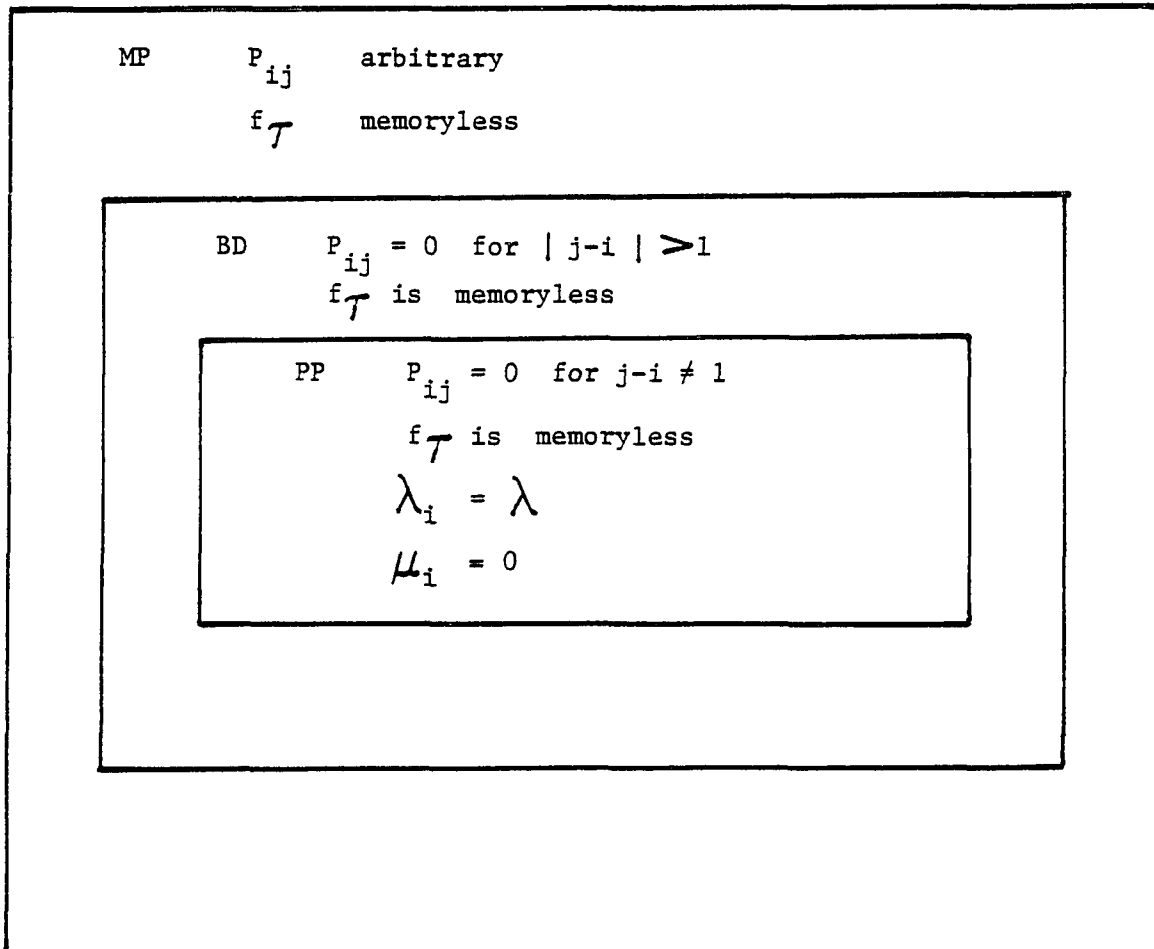 MP P_ij arbitrary
f_τ memoryless
BD P_ij = 0 for | j-i | >1
f_τ is memoryless
PP P_ij = 0 for j-i ≠ 1
f_τ is memoryless
λ_i = λ
μ_i = 0